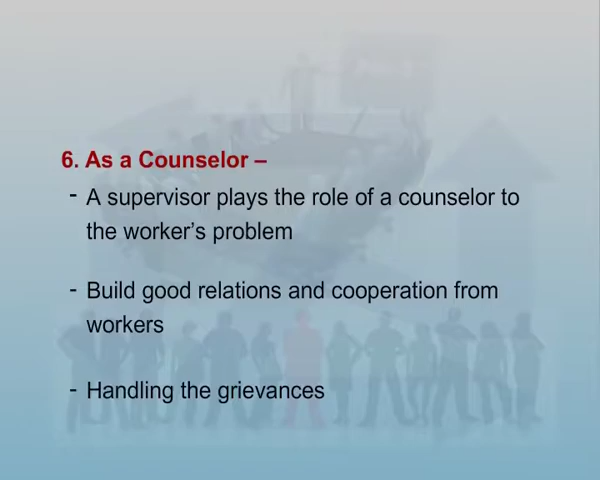 6. As a Counselor –
- A supervisor plays the role of a counselor to
the worker's problem
- Build good relations and cooperation from
workers
- Handling the grievances